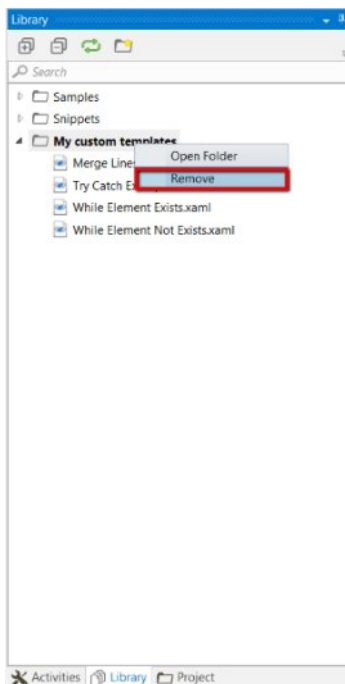 Library
Search
Samples
Snippets
My custom templates
Open Folder
Merge Line
Remove
Try Catch
While Element Exists.xaml
While Element Not Exists.xaml
Activities Library Project